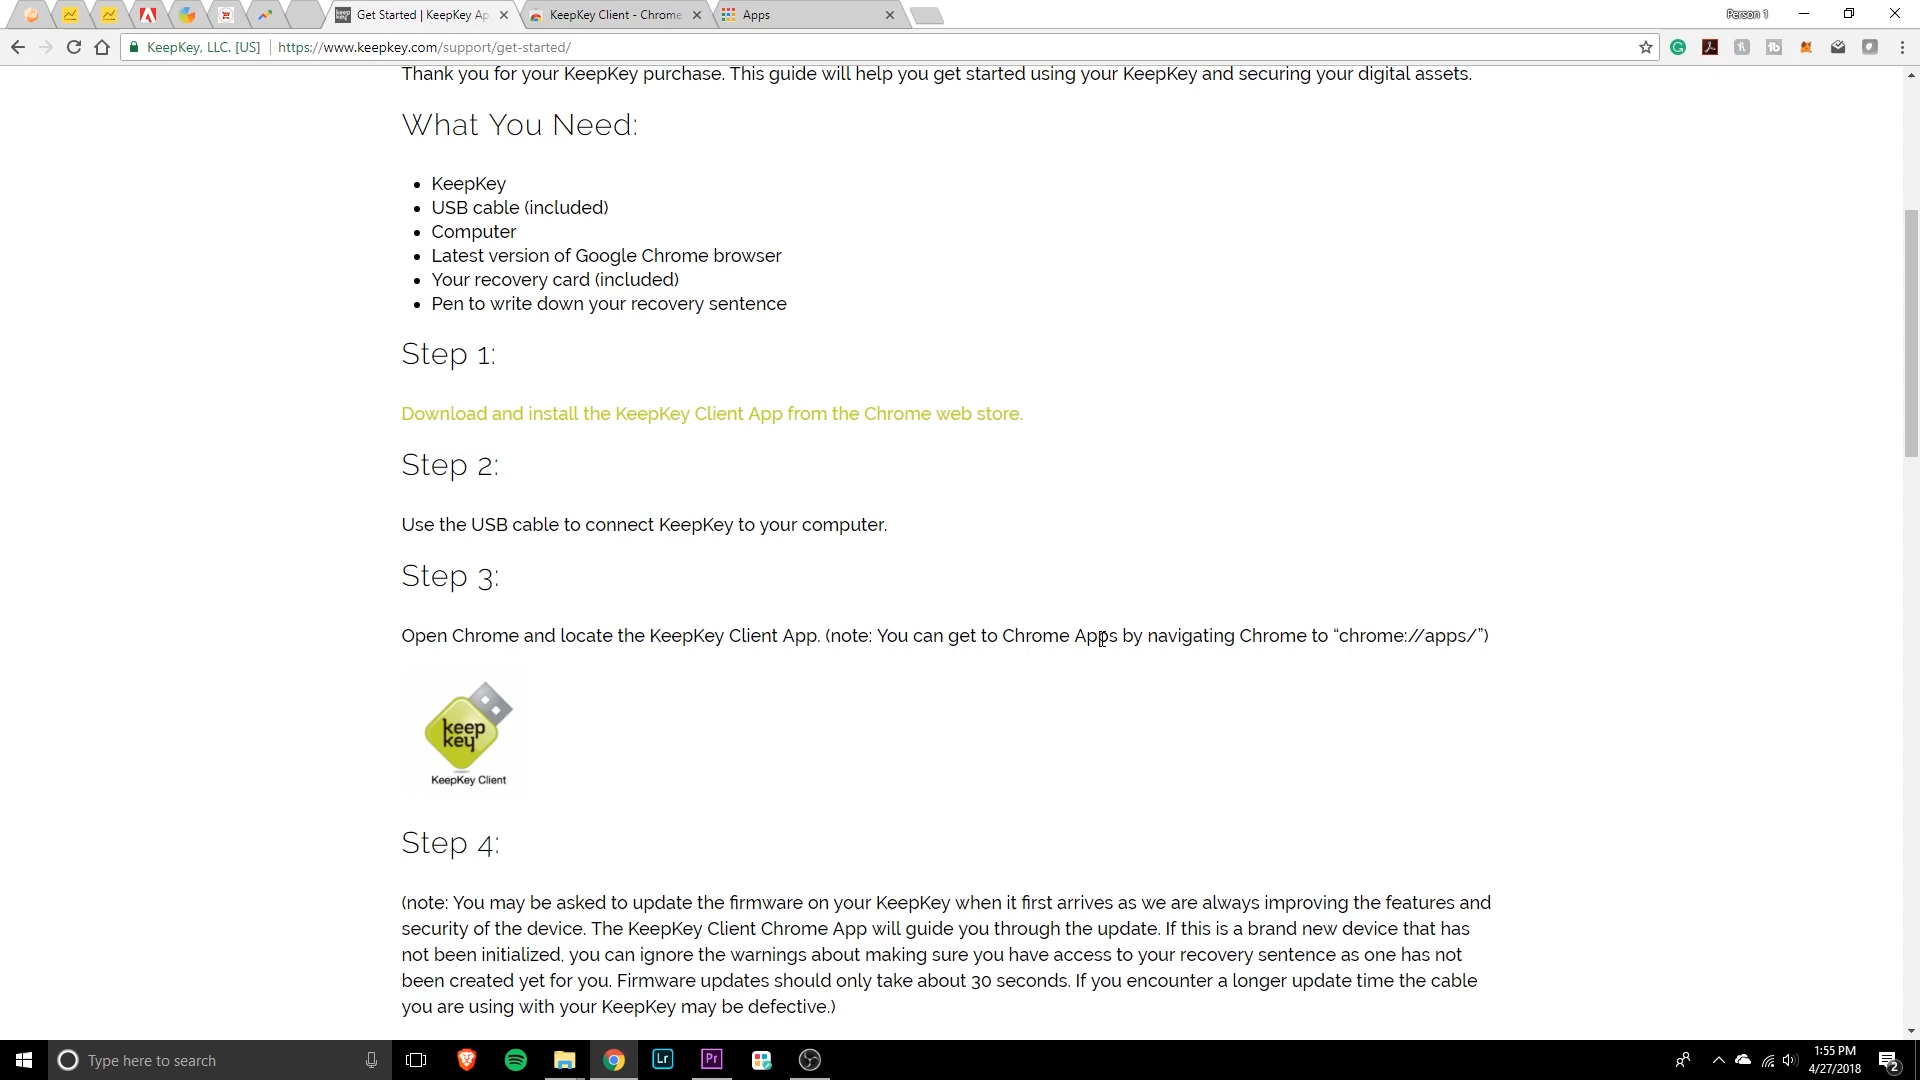 Get Started | KeepKey Ap
KeepKey Client - Chrome
Apps
Person 1
KeepKey, LLC. [US]
https://www.keepkey.com/support/get-started/
Thank you for your KeepKey purchase. This guide will help you get started using your KeepKey and securing your digital assets.
What You Need:
• KeepKey
• USB cable (included)
• Computer
• Latest version of Google Chrome browser
• Your recovery card (included)
• Pen to write down your recovery sentence
Step 1:
Download and install the KeepKey Client App from the Chrome web store.
Step 2:
Use the USB cable to connect KeepKey to your computer.
Step 3:
Open Chrome and locate the KeepKey Client App. (note: You can get to Chrome Apps by navigating Chrome to “chrome://apps/”)
keep
key
KeepKey Client
Step 4:
(note: You may be asked to update the firmware on your KeepKey when it first arrives as we are always improving the features and
security of the device. The KeepKey Client Chrome App will guide you through the update. If this is a brand new device that has
not been initialized, you can ignore the warnings about making sure you have access to your recovery sentence as one has not
been created yet for you. Firmware updates should only take about 30 seconds. If you encounter a longer update time the cable
you are using with your KeepKey may be defective.)
Type here to search
Lr
Pr
1:55 PM
4/27/2018
2